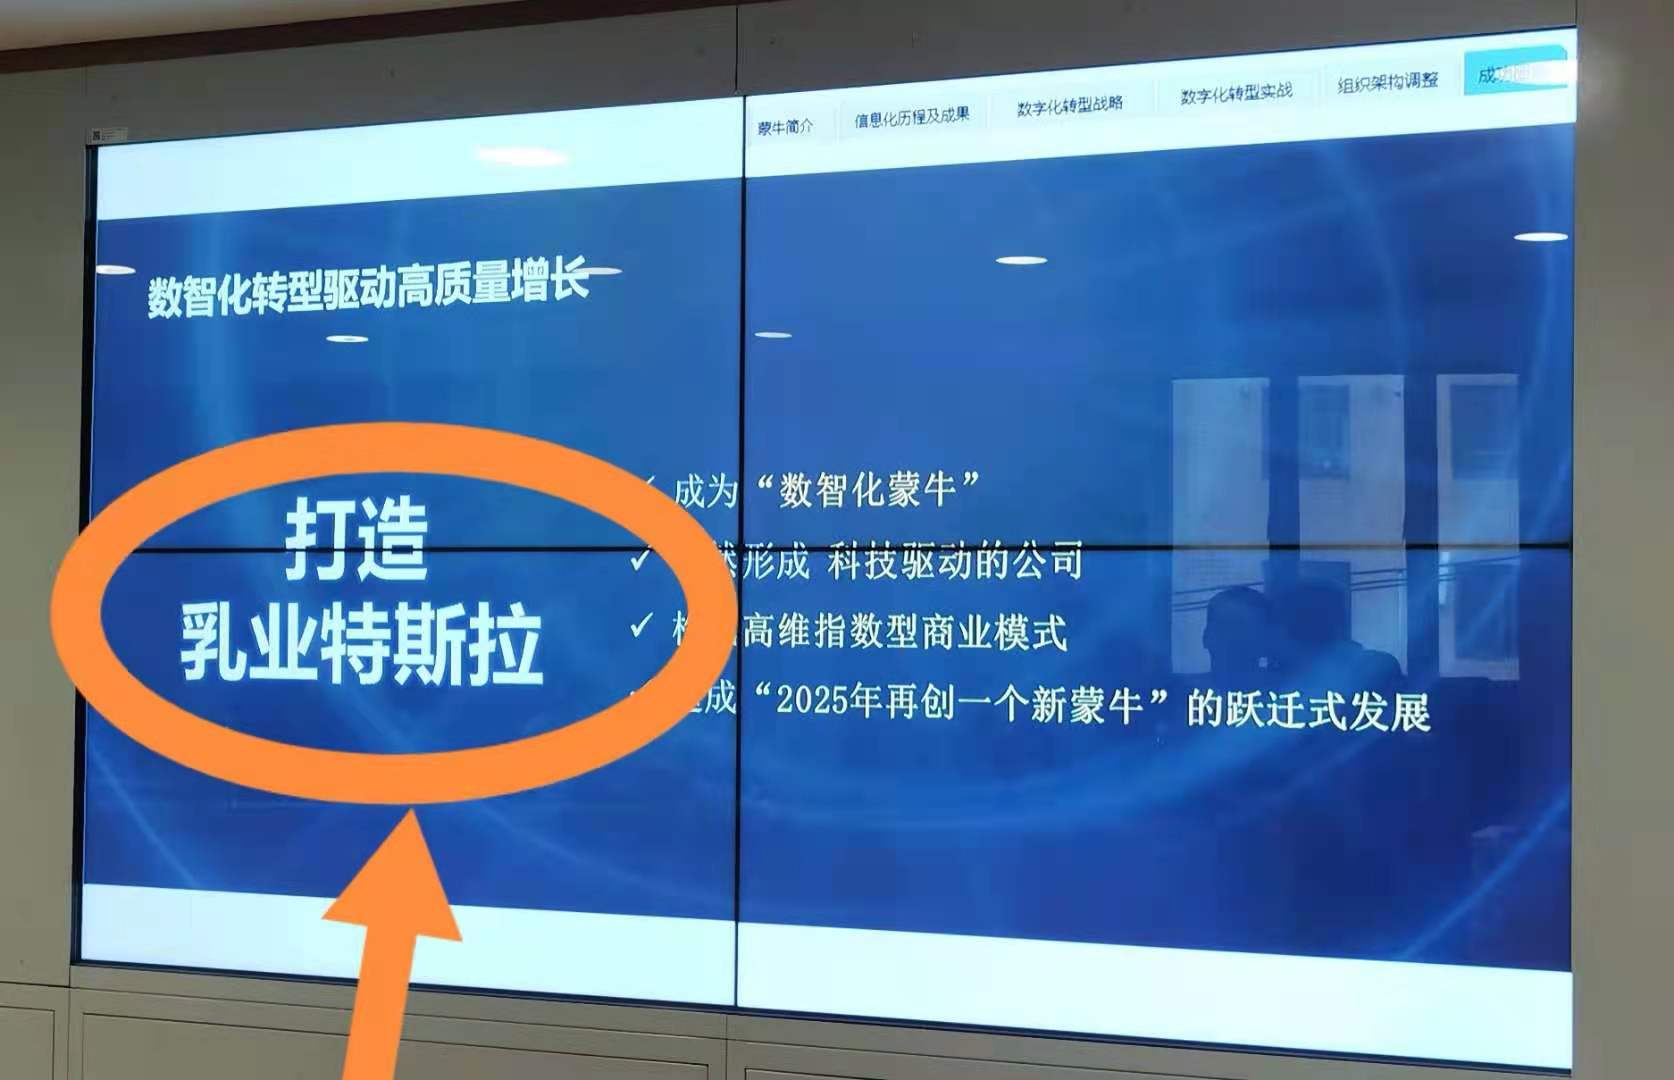 蒙牛简介
信息化历程及成果
数字化转型战略
数字化转型实战
组织架构调整
成功
数智化转型驱动高质量增长
打造
乳业特斯拉
✓ 成为“数智化蒙牛”
✓ 形成 科技驱动的公司
✓ 高维指数型商业模式
成“2025年再创一个新蒙牛”的跃迁式发展